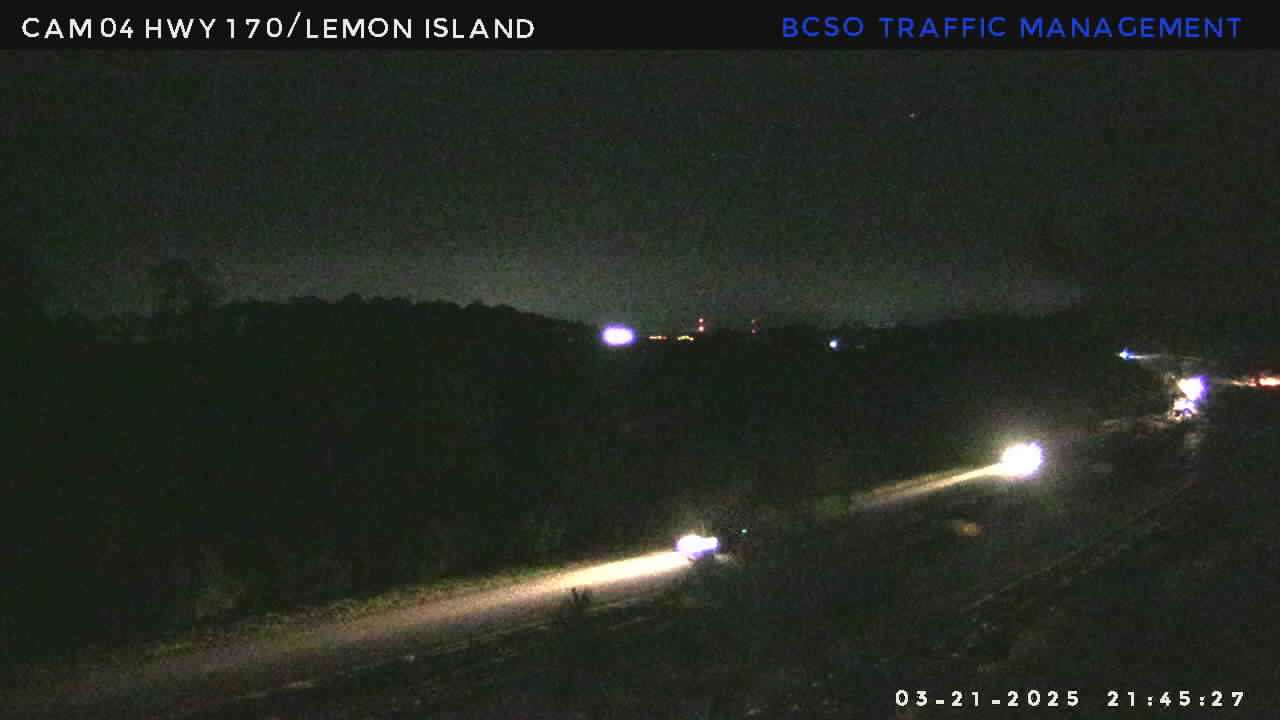 CAM04 HWY 170/LEMON ISLAND
BCSO TRAFFIC MANAGEMENT
03-21-2025 21:45:27